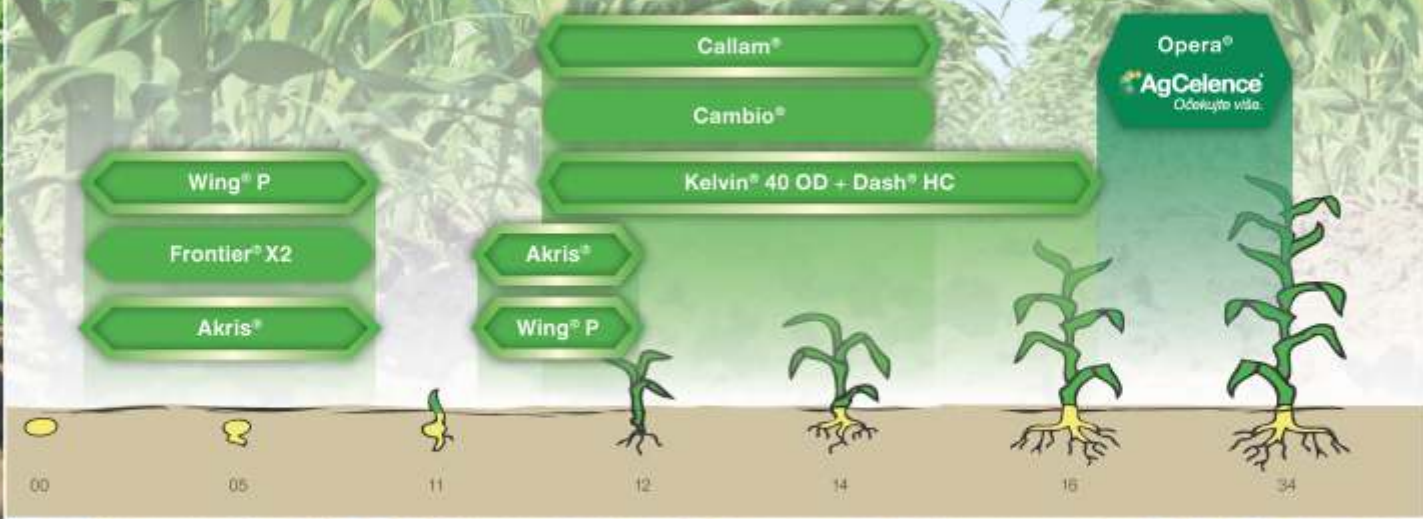 Callam®
Opera®
AgCelence
Očekujte više.
Cambio®
Wing® P
Kelvin® 40 OD + Dash® HC
Frontier® X2
Akris®
Akris®
Wing® P
00 05 11 12 14 16 34